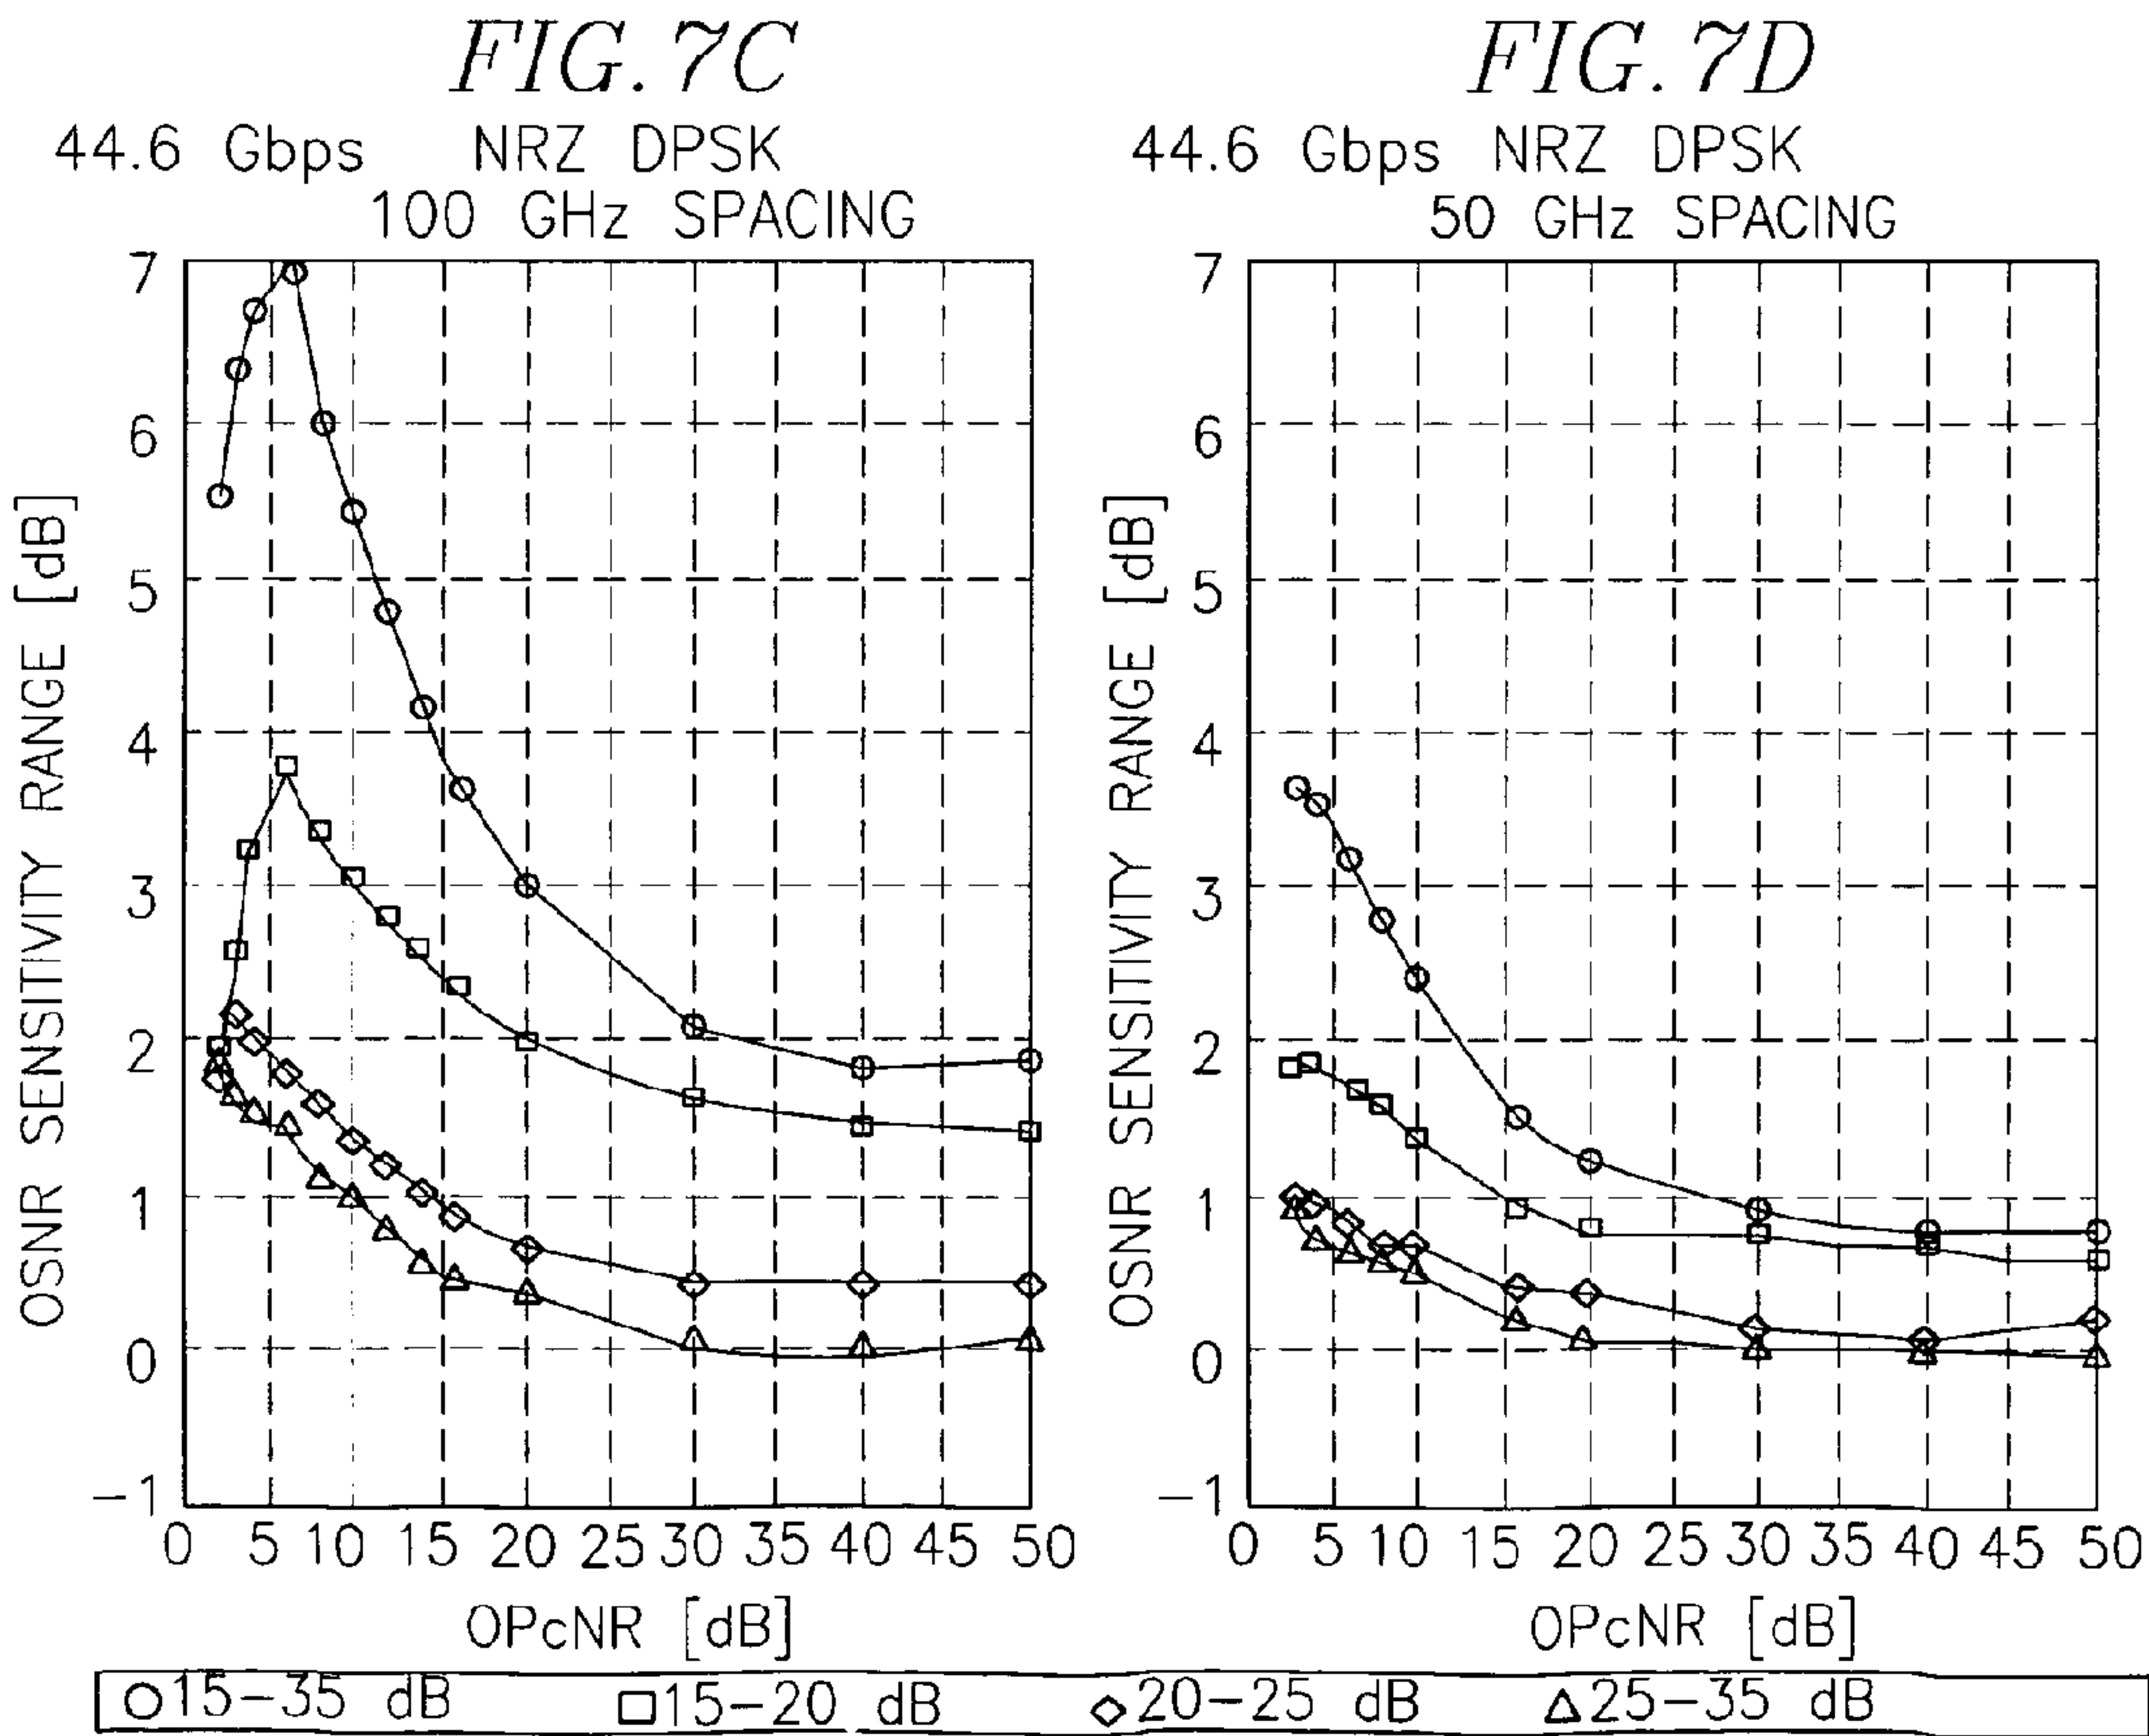 FIG. 7C
44.6 Gbps NRZ DPSK
100 GHz SPACING
OSNR SENSITIVITY RANGE [dB]
7
6
5
4
3
2
1
0
-1
0 5 10 15 20 25 30 35 40 45 50
OPcNR [dB]
FIG. 7D
44.6 Gbps NRZ DPSK
50 GHz SPACING
OSNR SENSITIVITY RANGE [dB]
7
6
5
4
3
2
1
0
-1
0 5 10 15 20 25 30 35 40 45 50
OPcNR [dB]
15-35 dB 15-20 dB 20-25 dB 25-35 dB